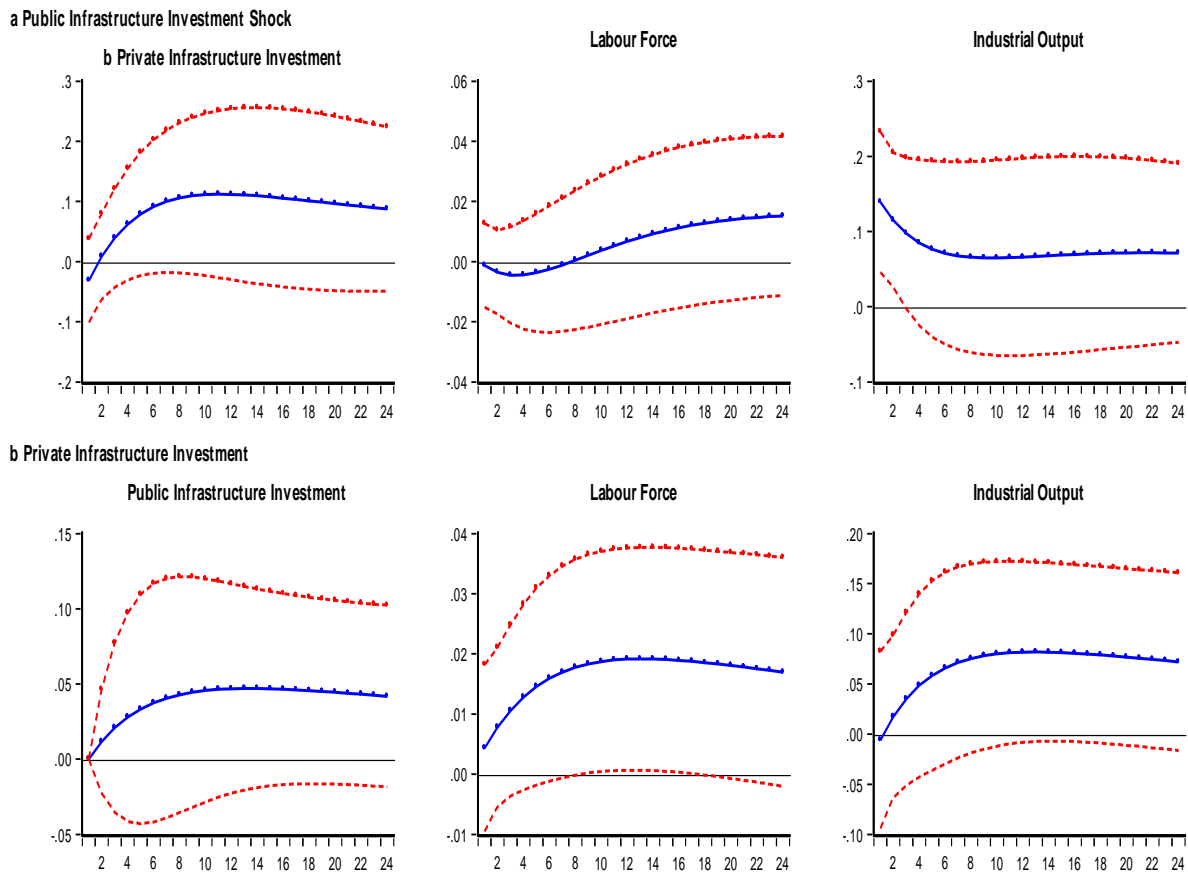 a Public Infrastructure Investment Shock
b Private Infrastructure Investment
Labour Force
Industrial Output
.3
.2
.1
.0
-.1
-.2
2 4 6 8 10 12 14 16 18 20 22 24
.06
.04
.02
.00
-.02
-.04
2 4 6 8 10 12 14 16 18 20 22 24
.3
.2
.1
.0
-.1
2 4 6 8 10 12 14 16 18 20 22 24
b Private Infrastructure Investment
Public Infrastructure Investment
Labour Force
Industrial Output
.15
.10
.05
.00
-.05
2 4 6 8 10 12 14 16 18 20 22 24
.04
.03
.02
.01
.00
-.01
2 4 6 8 10 12 14 16 18 20 22 24
.20
.15
.10
.05
.00
-.05
-.10
2 4 6 8 10 12 14 16 18 20 22 24